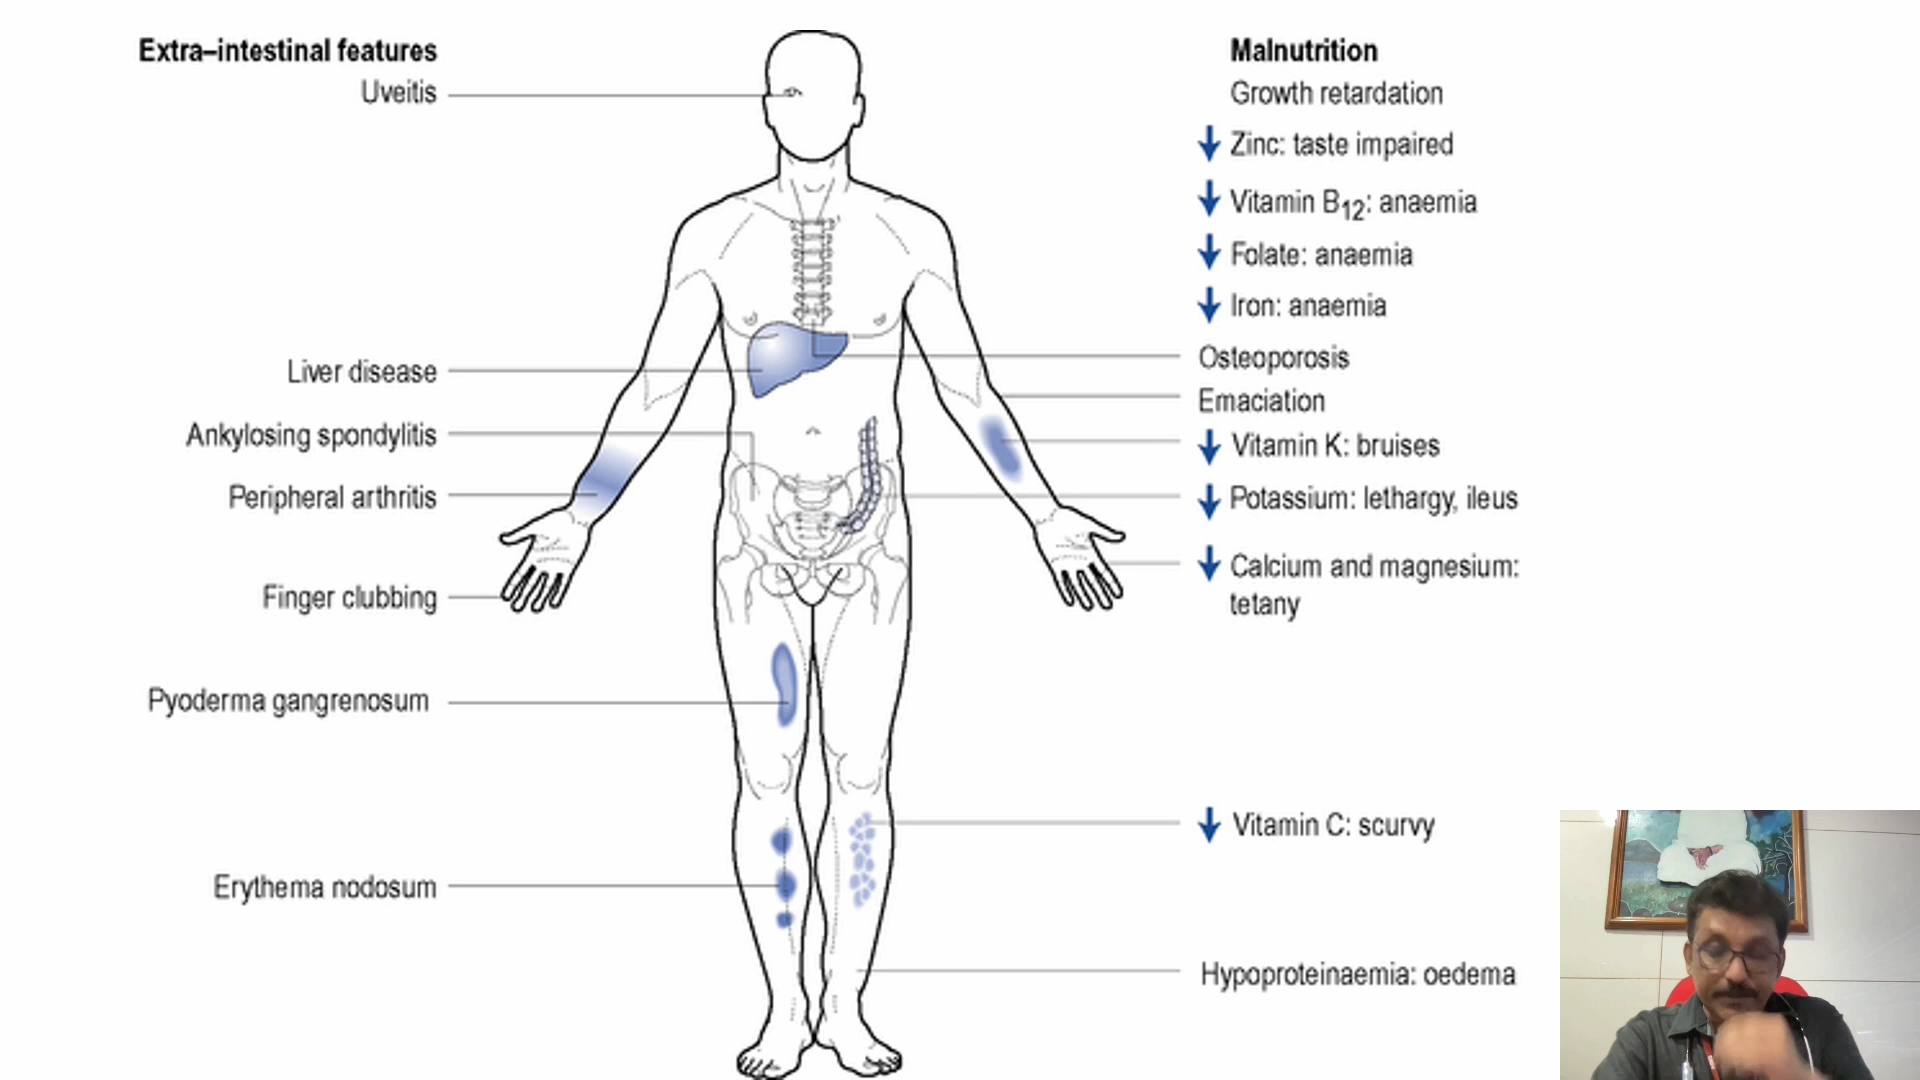 Extra–intestinal features
Uveitis
Liver disease
Ankylosing spondylitis
Peripheral arthritis
Finger clubbing
Pyoderma gangrenosum
Erythema nodosum
Malnutrition
Growth retardation
Zinc: taste impaired
Vitamin B12: anaemia
Folate: anaemia
Iron: anaemia
Osteoporosis
Emaciation
Vitamin K: bruises
Potassium: lethargy, ileus
Calcium and magnesium:
tetany
Vitamin C: scurvy
Hypoproteinaemia: oedema